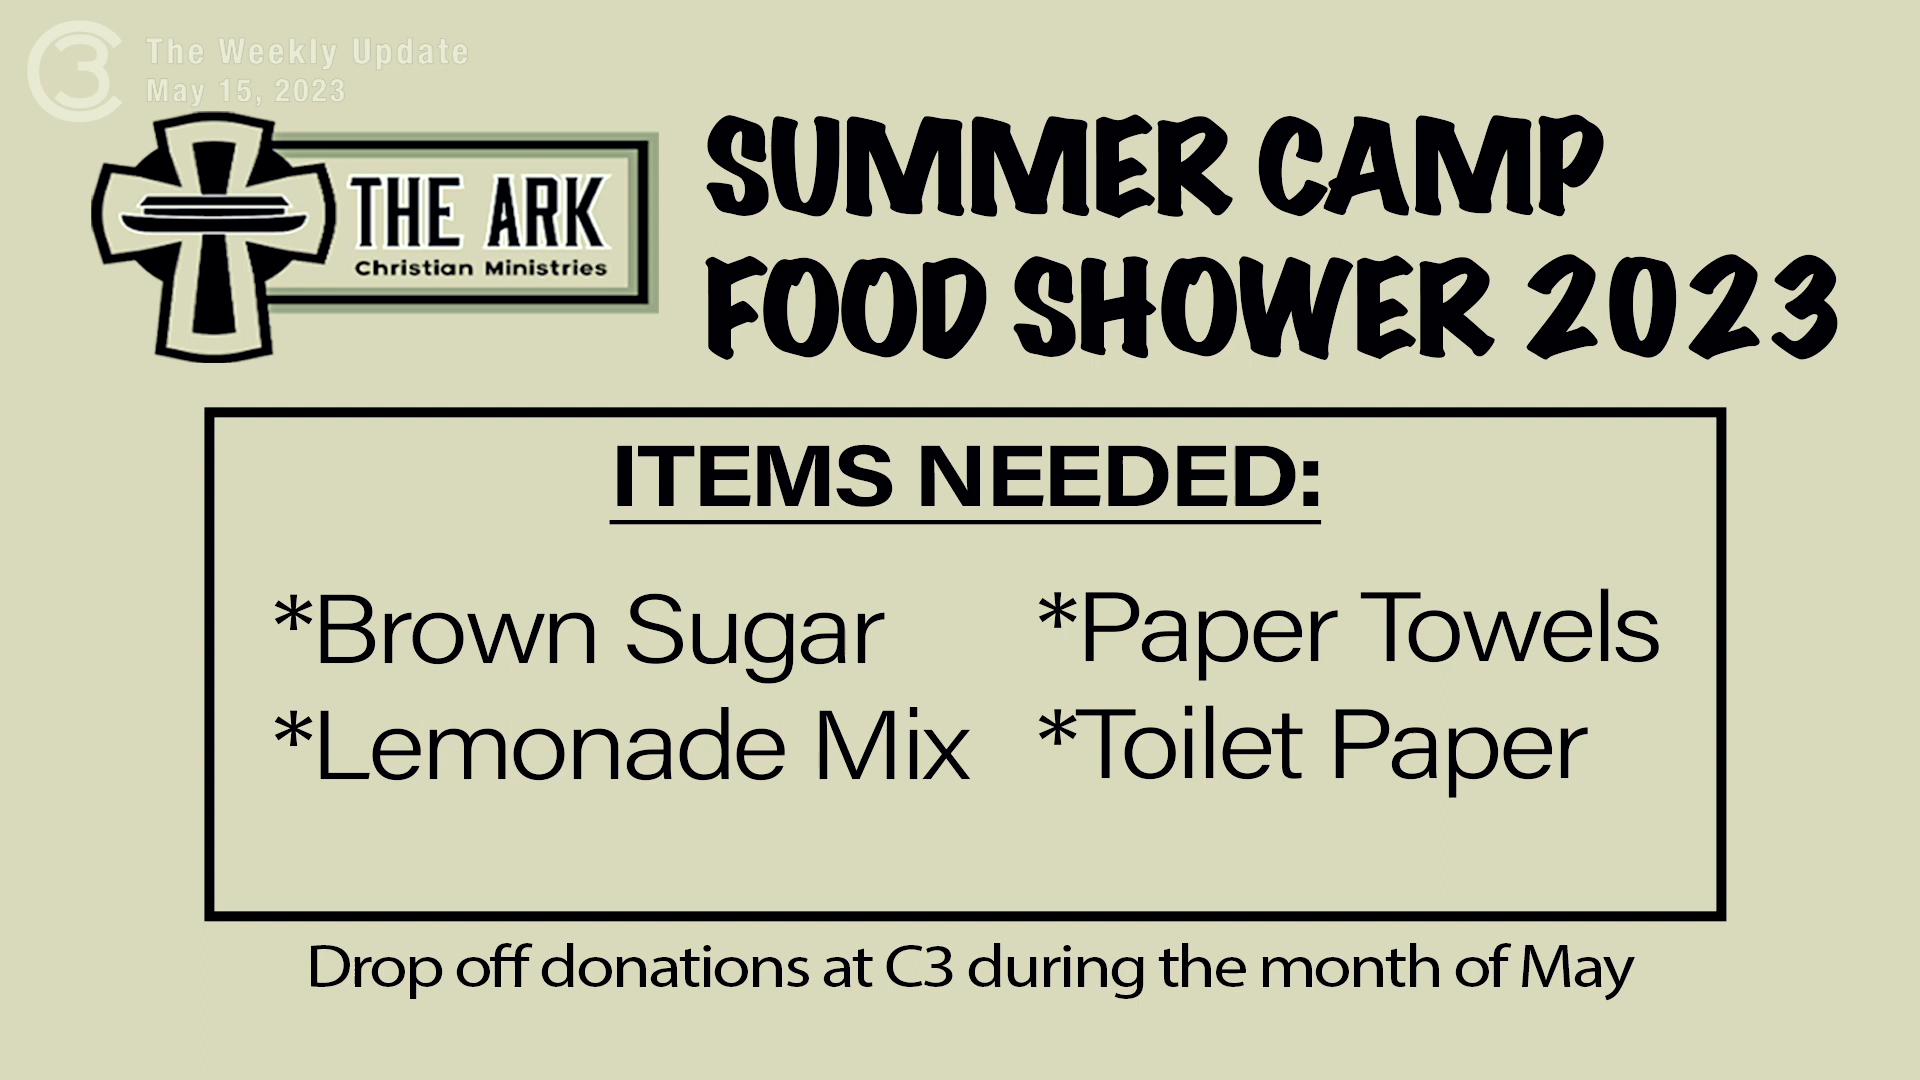 The Weekly Update
May 15, 2023
THE ARK
Christian Ministries
SUMMER CAMP
FOOD SHOWER 2023
ITEMS NEEDED:
*Brown Sugar
*Lemonade Mix
*Paper Towels
*Toilet Paper
Drop off donations at C3 during the month of May